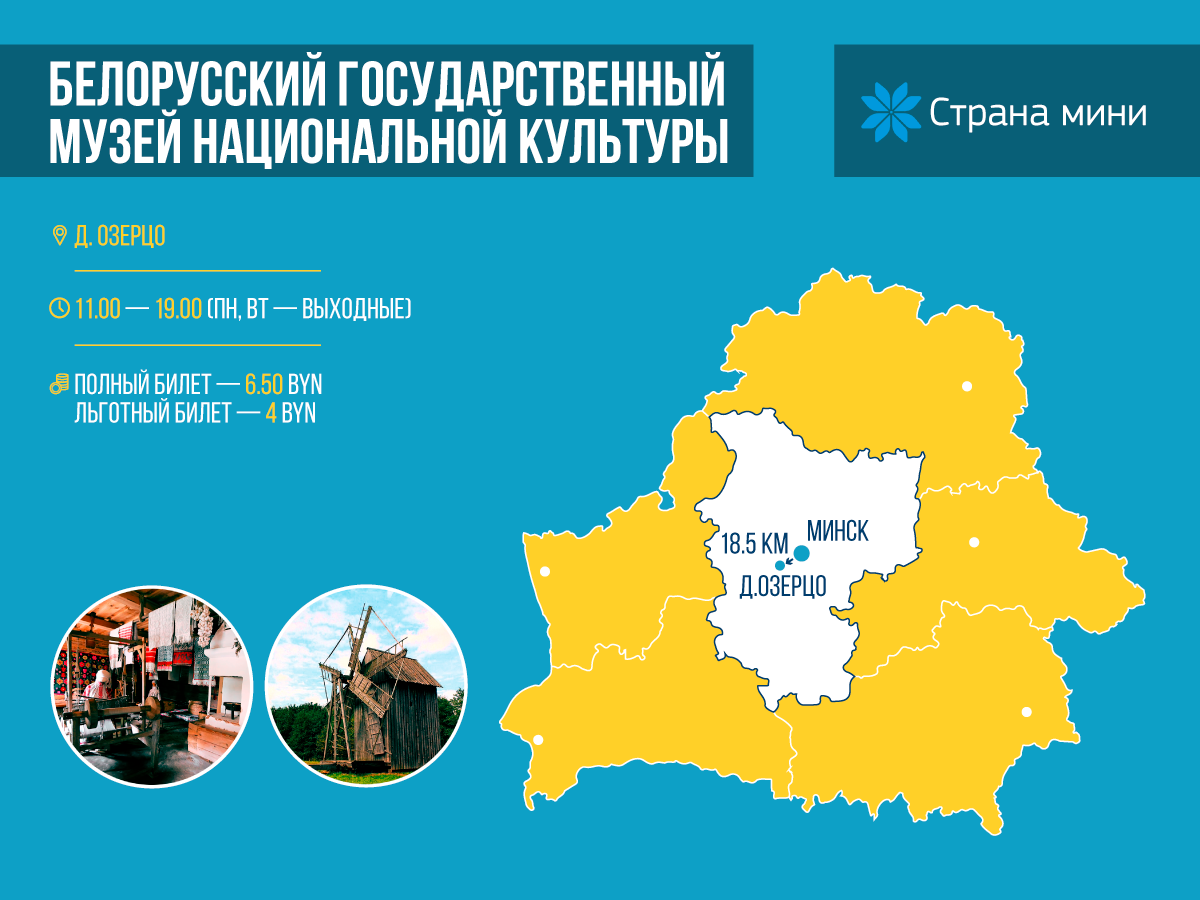 БЕЛОРУССКИЙ ГОСУДАРСТВЕННЫЙ
МУЗЕЙ НАЦИОНАЛЬНОЙ КУЛЬТУРЫ
Страна мини
Д. ОЗЕРЦО
11.00 — 19.00 (ПН, ВТ — ВЫХОДНЫЕ)
ПОЛНЫЙ БИЛЕТ — 6.50 BYN
ЛЬГОТНЫЙ БИЛЕТ — 4 BYN
МИНСК
18.5 КМ
Д.ОЗЕРЦО